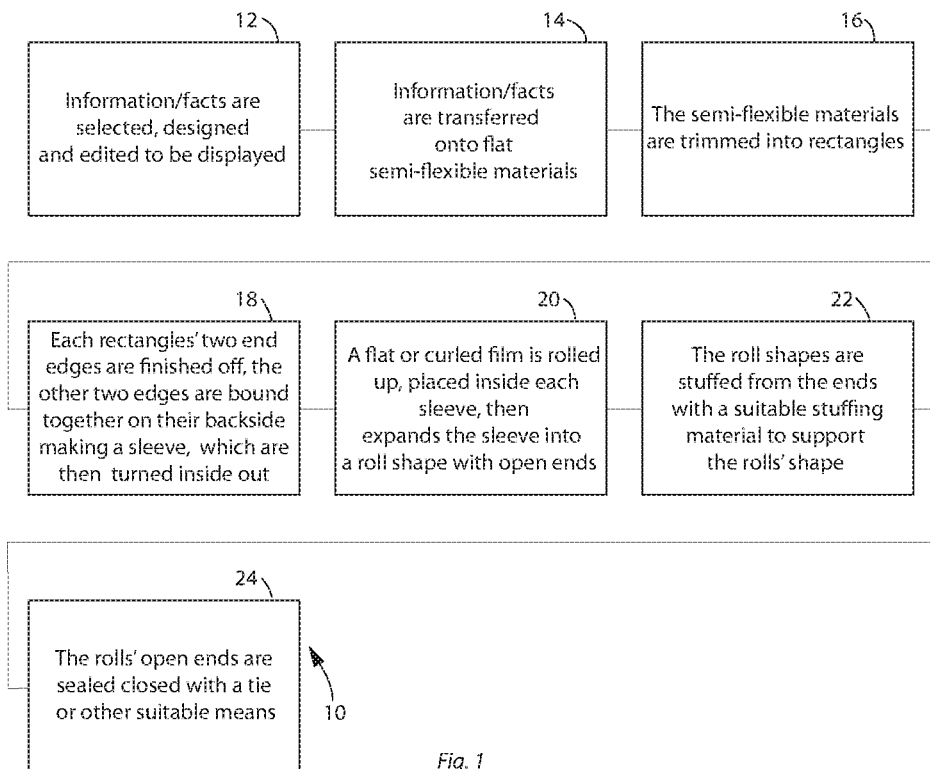 12
Information/facts are
selected, designed
and edited to be displayed
14
Information/facts
are transferred
onto flat
semi-flexible materials
16
The semi-flexible materials
are trimmed into rectangles
18
Each rectangles' two end
edges are finished off, the
other two edges are bound
together on their backside
making a sleeve, which are
then turned inside out
20
A flat or curled film is rolled
up, placed inside each
sleeve, then
expands the sleeve into
a roll shape with open ends
22
The roll shapes are
stuffed from the ends
with a suitable stuffing
material to support
the rolls' shape
24
The rolls' open ends are
sealed closed with a tie
or other suitable means
10
Fig. 1